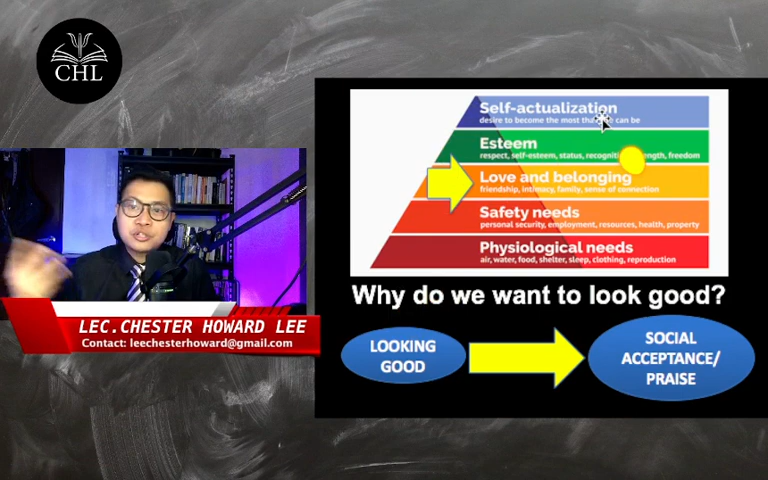 CHL
Self-actualization
desire to become the most that one can be
Esteem
respect, self-esteem, status, recognition, strength, freedom
Love and belonging
friendship, intimacy, family, sense of connection
Safety needs
personal security, employment, resources, health, property
Physiological needs
air, water, food, shelter, sleep, clothing, reproduction
Why do we want to look good?
LOOKING
GOOD
SOCIAL
ACCEPTANCE/
PRAISE
LEC.CHESTER HOWARD LEE
Contact: leechesterhoward@gmail.com